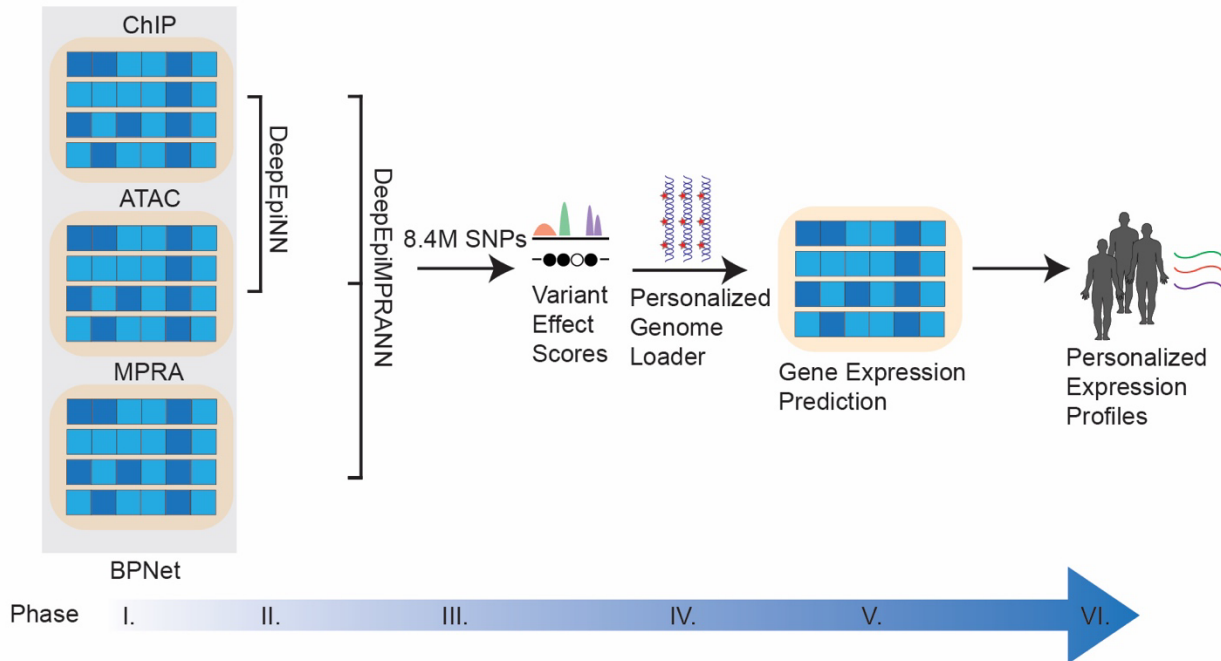 ChIP
ATAC
MPRA
BPNet
DeepEpiNN
DeepEpiMPRANN
8.4M SNPs
Variant
Effect
Scores
Personalized
Genome
Loader
Gene Expression
Prediction
Personalized
Expression
Profiles
Phase I. II. III. IV. V. VI.